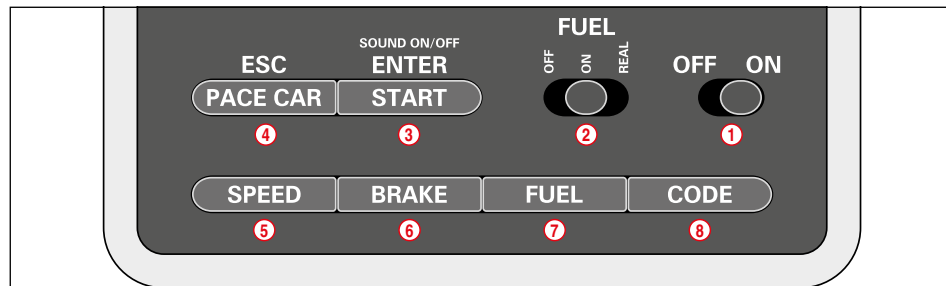 FUEL
SOUND ON/OFF
OFF
ON
REAL
ESC
ENTER
OFF ON
PACE CAR
START
4
3
2
1
SPEED
BRAKE
FUEL
CODE
5
6
7
8